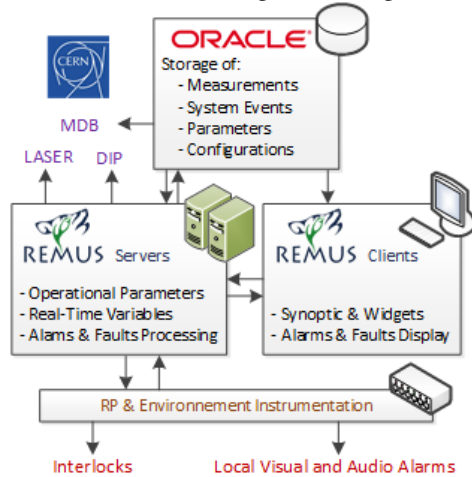 ORACLE
CERN
Storage of:
- Measurements
- System Events
- Parameters
- Configurations
MDB
LASER DIP
REMUS Servers
- Operational Parameters
- Real-Time Variables
- Alarms & Faults Processing
REMUS Clients
- Synoptic & Widgets
- Alarms & Faults Display
RP & Environnement Instrumentation
Interlocks
Local Visual and Audio Alarms